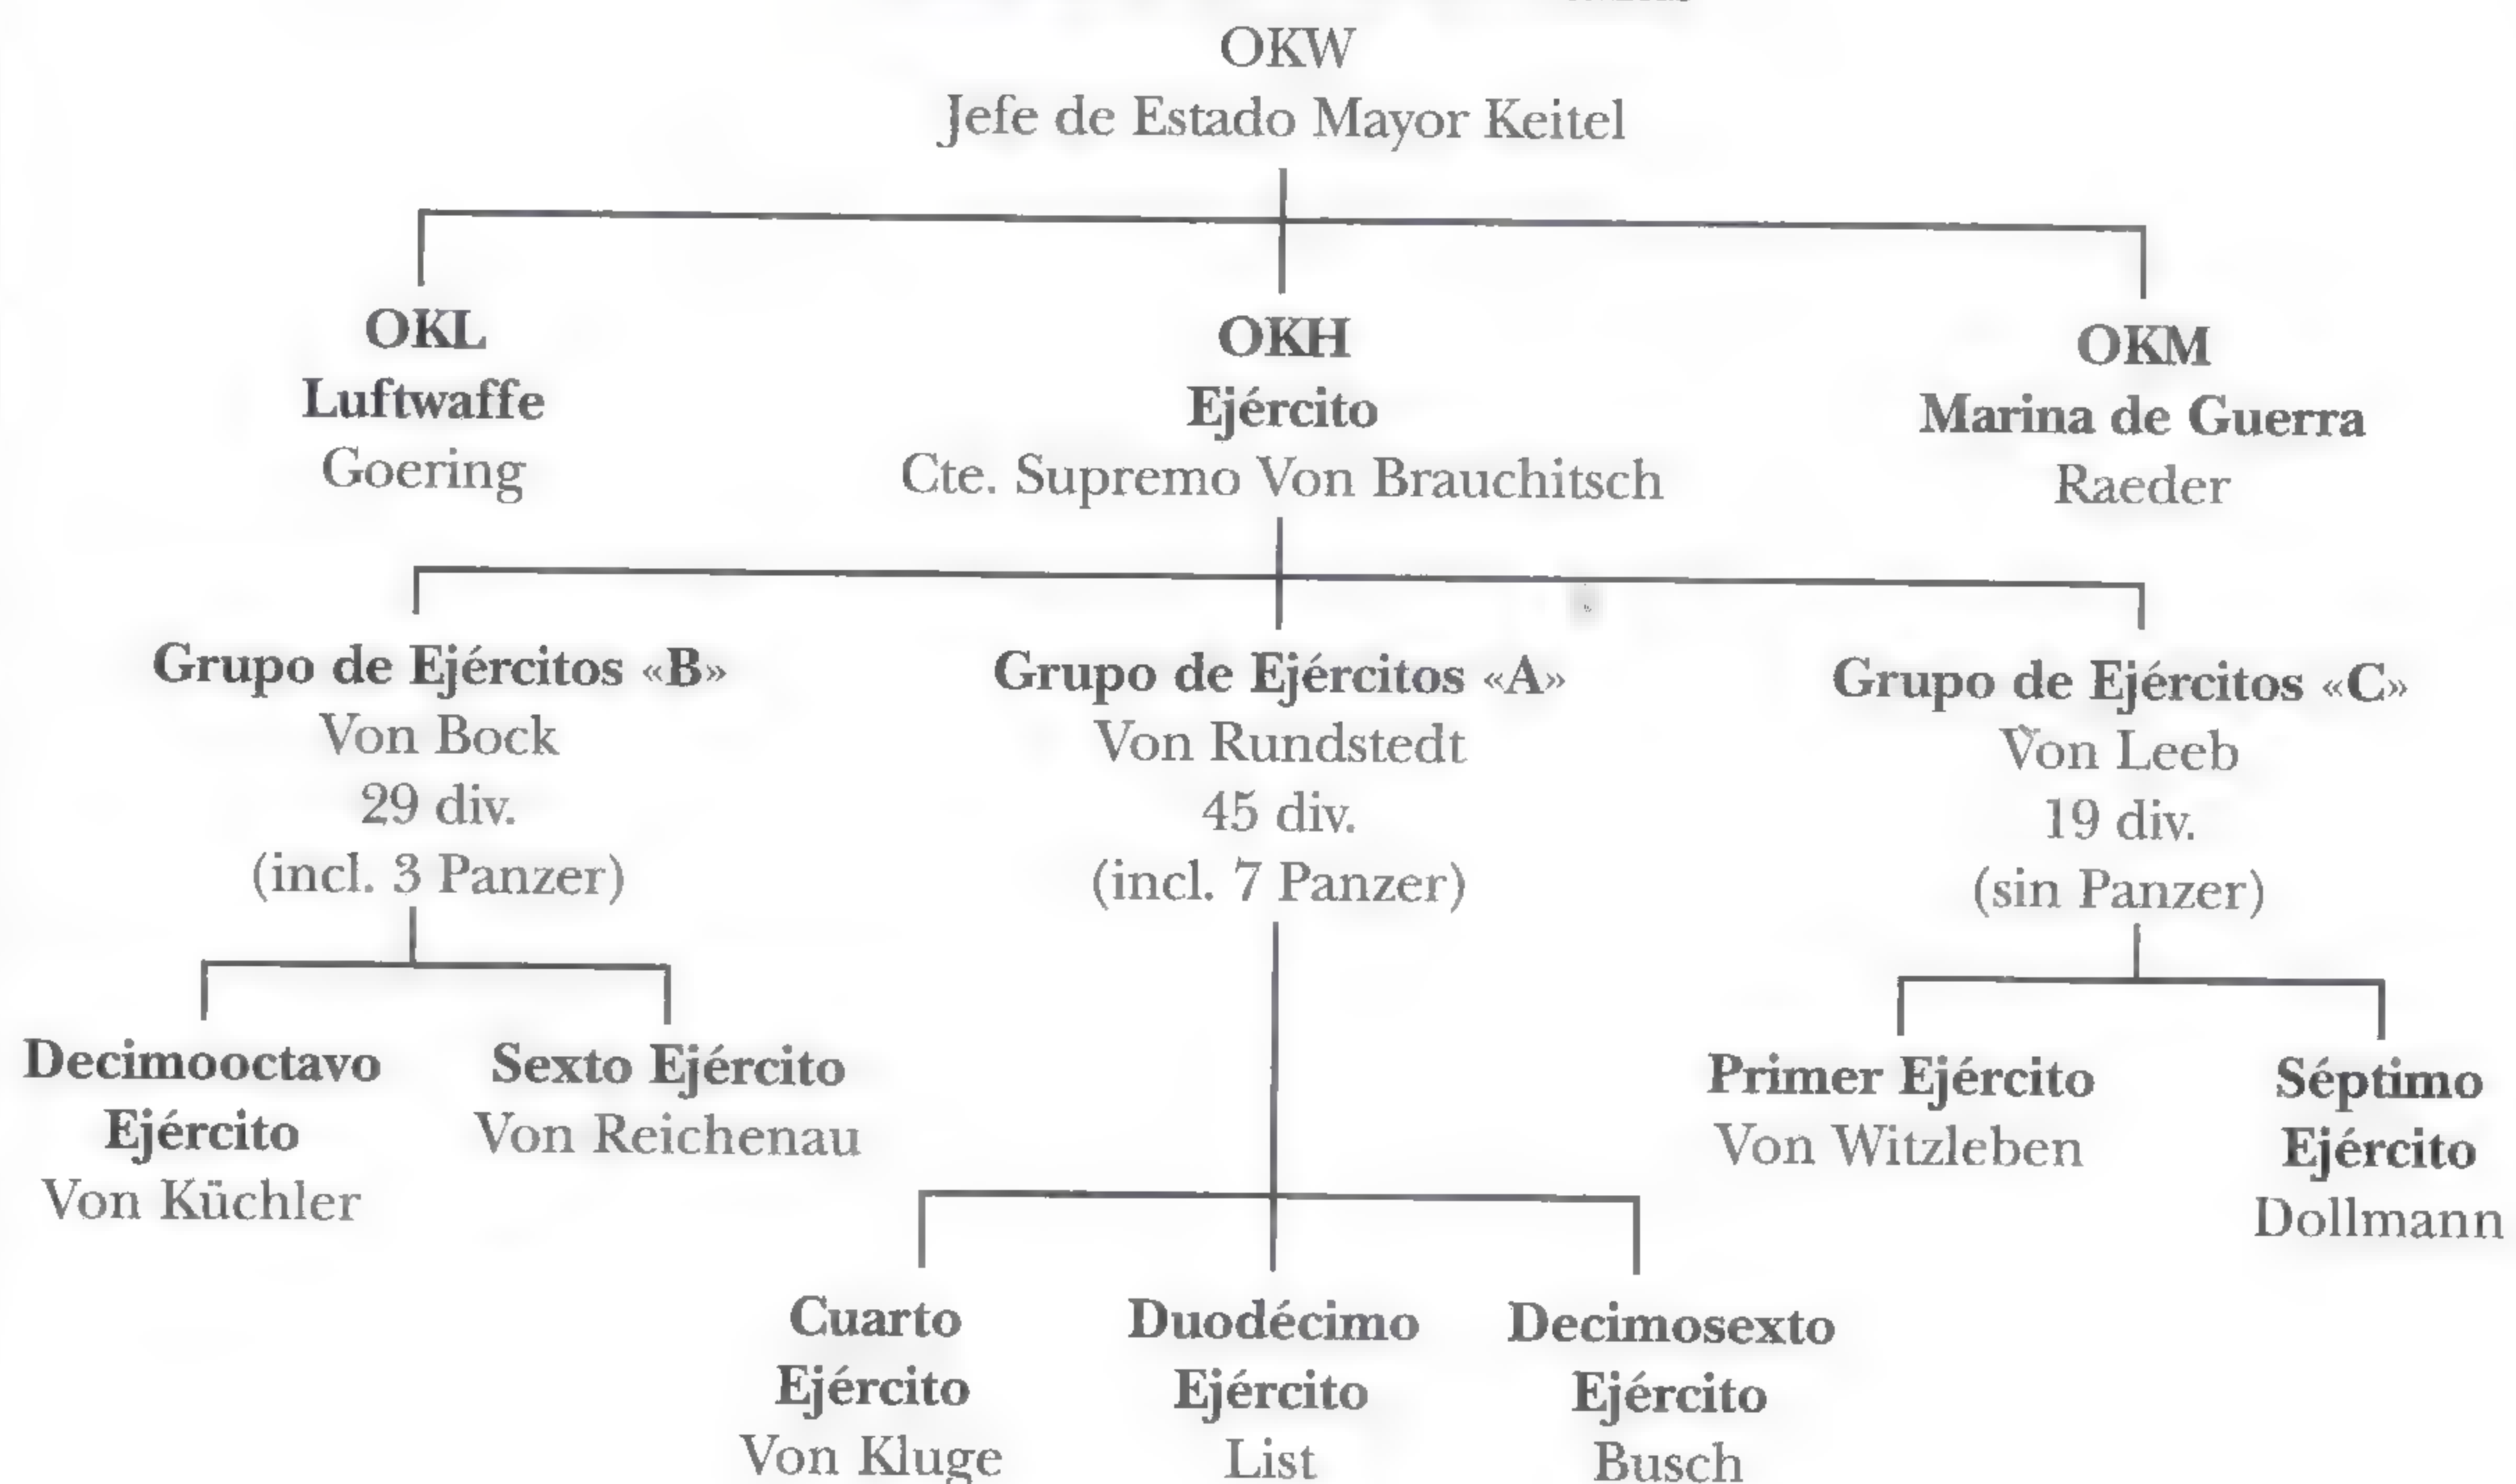 OKW
Jefe de Estado Mayor Keitel
OKL
Luftwaffe
Goering
OKH
Ejército
Cte. Supremo Von Brauchitsch
OKM
Marina de Guerra
Raeder
Grupo de Ejércitos «B»
Von Bock
29 div.
(incl. 3 Panzer)
Grupo de Ejércitos «A»
Von Rundstedt
45 div.
(incl. 7 Panzer)
Grupo de Ejércitos «C»
Von Leeb
19 div.
(sin Panzer)
Decimooctavo
Ejército
Von Küchler
Sexto Ejército
Von Reichenau
Primer Ejército
Von Witzleben
Séptimo
Ejército
Dollmann
Cuarto
Ejército
Von Kluge
Duodécimo
Ejército
List
Decimosexto
Ejército
Busch